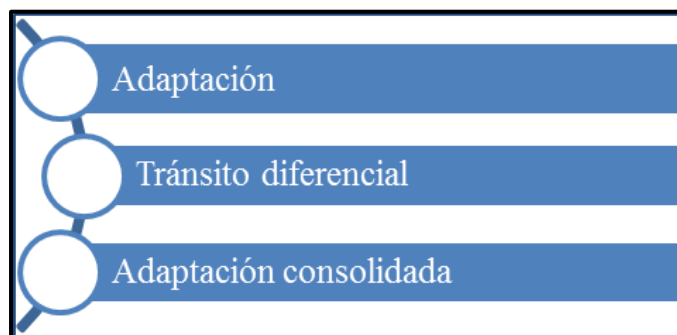 Adaptación
Tránsito diferencial
Adaptación consolidada